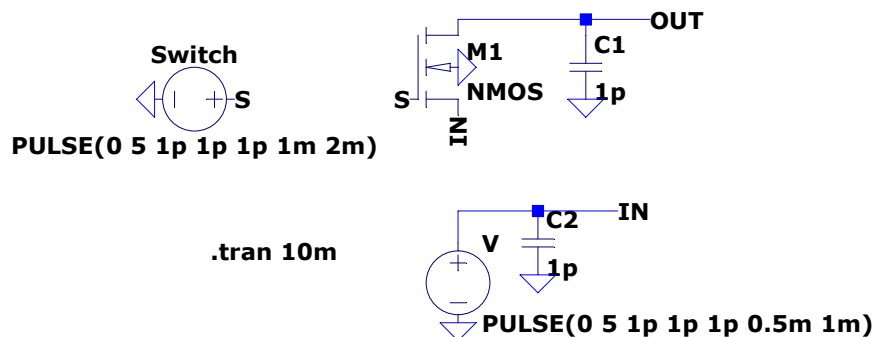 OUT
Switch
C1
M1
S
S
NMOS
1p
IN
PULSE(0 5 1p 1p 1p 1m 2m)
IN
C2
.tran 10m
V
1p
PULSE(0 5 1p 1p 1p 0.5m 1m)